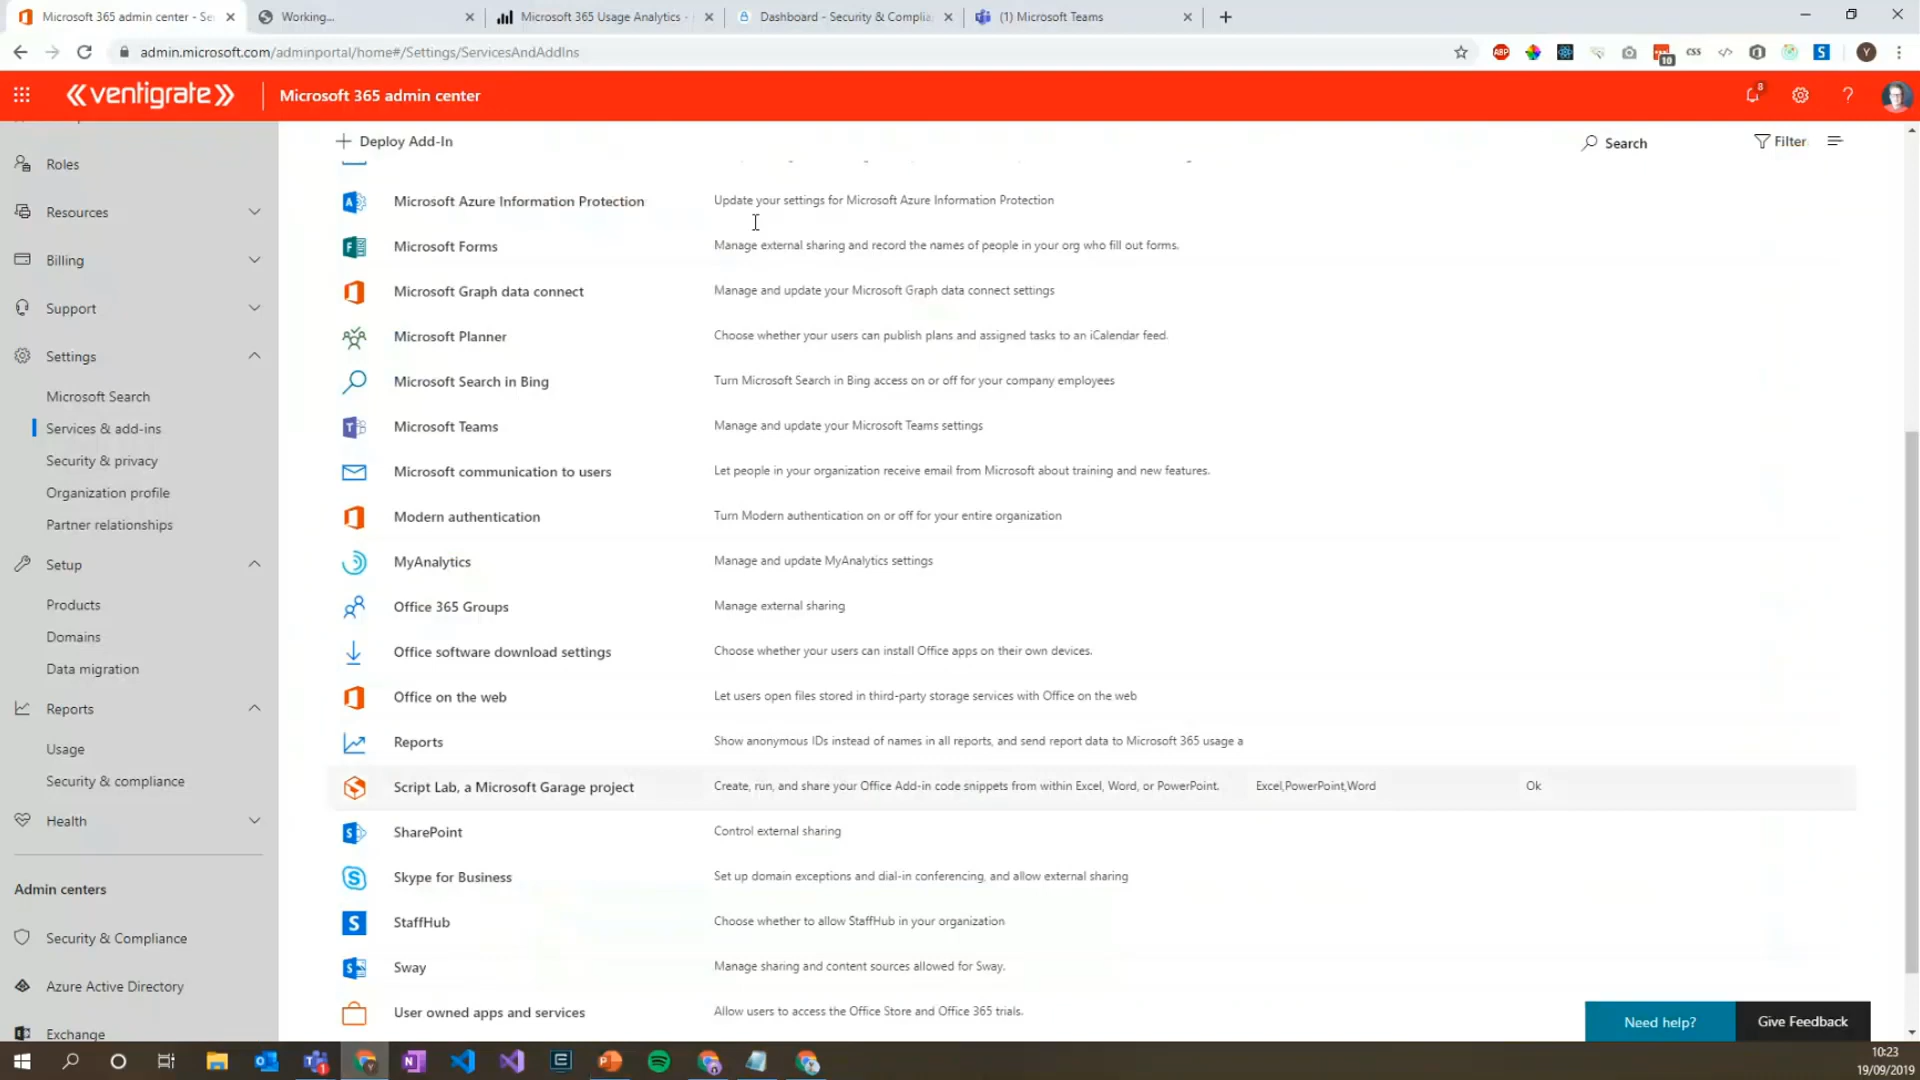 Microsoft 365 admin center - Se
Working...
Microsoft 365 Usage Analytics -
Dashboard - Security & Complia
(1) Microsoft Teams
admin.microsoft.com/adminportal/home#/Settings/ServicesAndAddIns
ABP
10
CSS
S
Y
ventigrate
Microsoft 365 admin center
8
?
Deploy Add-In
Search
Filter
Roles
Resources
Billing
Support
Settings
Microsoft Search
Services & add-ins
Security & privacy
Organization profile
Partner relationships
Setup
Products
Domains
Data migration
Reports
Usage
Security & compliance
Health
Admin centers
Security & Compliance
Azure Active Directory
Exchange
Microsoft Azure Information Protection Update your settings for Microsoft Azure Information Protection
Microsoft Forms Manage external sharing and record the names of people in your org who fill out forms.
Microsoft Graph data connect Manage and update your Microsoft Graph data connect settings
Microsoft Planner Choose whether your users can publish plans and assigned tasks to an iCalendar feed.
Microsoft Search in Bing Turn Microsoft Search in Bing access on or off for your company employees
Microsoft Teams Manage and update your Microsoft Teams settings
Microsoft communication to users Let people in your organization receive email from Microsoft about training and new features.
Modern authentication Turn Modern authentication on or off for your entire organization
MyAnalytics Manage and update MyAnalytics settings
Office 365 Groups Manage external sharing
Office software download settings Choose whether your users can install Office apps on their own devices.
Office on the web Let users open files stored in third-party storage services with Office on the web
Reports Show anonymous IDs instead of names in all reports, and send report data to Microsoft 365 usage a
Script Lab, a Microsoft Garage project Create, run, and share your Office Add-in code snippets from within Excel, Word, or PowerPoint. Excel,PowerPoint,Word Ok
SharePoint Control external sharing
Skype for Business Set up domain exceptions and dial-in conferencing, and allow external sharing
StaffHub Choose whether to allow StaffHub in your organization
Sway Manage sharing and content sources allowed for Sway.
User owned apps and services Allow users to access the Office Store and Office 365 trials.
Need help?
Give Feedback
10:23
19/09/2019